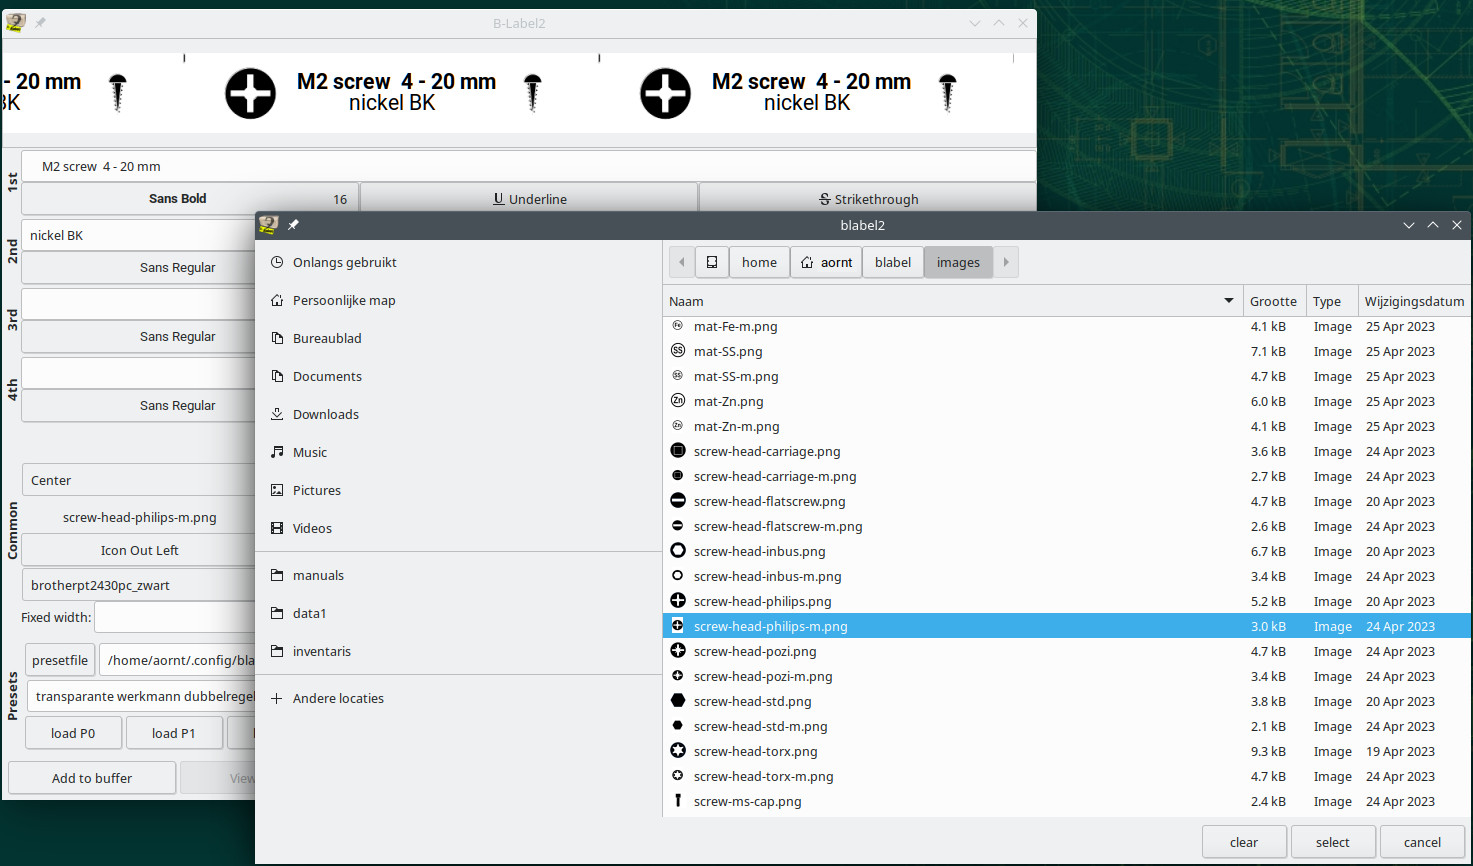 B-Label2
- 20 mm
BK
M2 screw 4 - 20 mm
nickel BK
M2 screw 4 - 20 mm
nickel BK
1st
M2 screw 4 - 20 mm
Sans Bold 16
Underline
Strikethrough
2nd
nickel BK
Sans Regular
3rd
Sans Regular
4th
Sans Regular
Common
Center
screw-head-philips-m.png
Icon Out Left
brotherpt2430pc_zwart
Fixed width:
Presets
presetfile
/home/aornt/.config/bla
transparante werkmann dubbelregel
load P0
load P1
Add to buffer
View
blabel2
Onlangs gebruikt
Persoonlijke map
Bureaublad
Documents
Downloads
Music
Pictures
Videos
manuals
data1
inventaris
Andere locaties
home
aornt
blabel
images
Naam Grootte Type Wijzigingsdatum
Fe mat-Fe-m.png 4.1 kB Image 25 Apr 2023
SS mat-SS.png 7.1 kB Image 25 Apr 2023
SS mat-SS-m.png 4.7 kB Image 25 Apr 2023
Zn mat-Zn.png 6.0 kB Image 25 Apr 2023
Zn mat-Zn-m.png 4.1 kB Image 25 Apr 2023
screw-head-carriage.png 3.6 kB Image 24 Apr 2023
screw-head-carriage-m.png 2.7 kB Image 24 Apr 2023
screw-head-flatscrew.png 4.7 kB Image 20 Apr 2023
screw-head-flatscrew-m.png 2.6 kB Image 24 Apr 2023
screw-head-inbus.png 6.7 kB Image 20 Apr 2023
screw-head-inbus-m.png 3.4 kB Image 24 Apr 2023
screw-head-philips.png 5.2 kB Image 20 Apr 2023
screw-head-philips-m.png 3.0 kB Image 24 Apr 2023
screw-head-pozi.png 4.7 kB Image 24 Apr 2023
screw-head-pozi-m.png 3.4 kB Image 24 Apr 2023
screw-head-std.png 3.8 kB Image 20 Apr 2023
screw-head-std-m.png 2.1 kB Image 24 Apr 2023
screw-head-torx.png 9.3 kB Image 19 Apr 2023
screw-head-torx-m.png 4.7 kB Image 24 Apr 2023
screw-ms-cap.png 2.4 kB Image 24 Apr 2023
clear
select
cancel